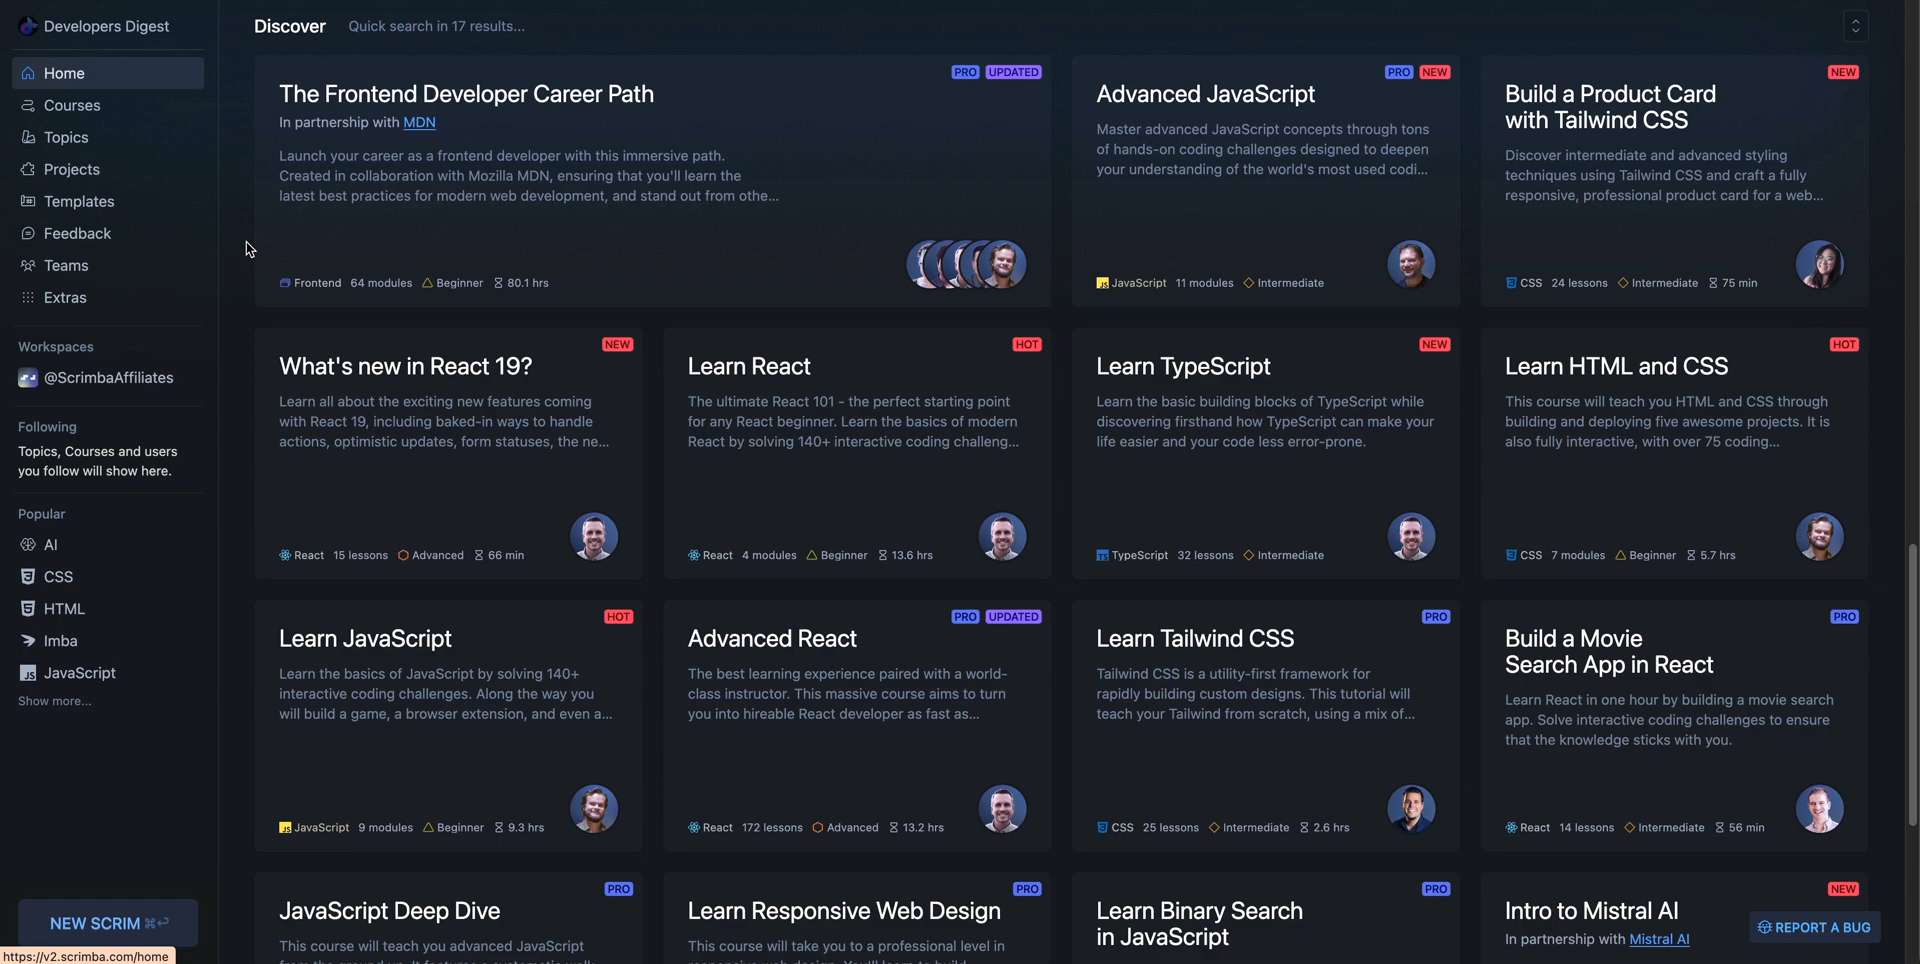 Developers Digest
Home
Courses
Topics
Projects
Templates
Feedback
Teams
Extras
Workspaces
@ScrimbaAffiliates
Following
Topics, Courses and users
you follow will show here.
Popular
AI
CSS
HTML
Imba
JavaScript
Show more...
NEW SCRIM ⌘↩
https://v2.scrimba.com/home
Discover Quick search in 17 results...
PRO UPDATED
The Frontend Developer Career Path
In partnership with MDN
Launch your career as a frontend developer with this immersive path.
Created in collaboration with Mozilla MDN, ensuring that you'll learn the
latest best practices for modern web development, and stand out from othe...
Frontend 64 modules Beginner 80.1 hrs
PRO NEW
Advanced JavaScript
Master advanced JavaScript concepts through tons
of hands-on coding challenges designed to deepen
your understanding of the world's most used codi...
JS JavaScript 11 modules Intermediate
NEW
Build a Product Card
with Tailwind CSS
Discover intermediate and advanced styling
techniques using Tailwind CSS and craft a fully
responsive, professional product card for a web...
CSS 24 lessons Intermediate 75 min
NEW
What's new in React 19?
Learn all about the exciting new features coming
with React 19, including baked-in ways to handle
actions, optimistic updates, form statuses, the ne...
React 15 lessons Advanced 66 min
HOT
Learn React
The ultimate React 101 - the perfect starting point
for any React beginner. Learn the basics of modern
React by solving 140+ interactive coding challeng...
React 4 modules Beginner 13.6 hrs
NEW
Learn TypeScript
Learn the basic building blocks of TypeScript while
discovering firsthand how TypeScript can make your
life easier and your code less error-prone.
TS TypeScript 32 lessons Intermediate
HOT
Learn HTML and CSS
This course will teach you HTML and CSS through
building and deploying five awesome projects. It is
also fully interactive, with over 75 coding...
CSS 7 modules Beginner 5.7 hrs
HOT
Learn JavaScript
Learn the basics of JavaScript by solving 140+
interactive coding challenges. Along the way you
will build a game, a browser extension, and even a...
JS JavaScript 9 modules Beginner 9.3 hrs
PRO UPDATED
Advanced React
The best learning experience paired with a world-
class instructor. This massive course aims to turn
you into hireable React developer as fast as...
React 172 lessons Advanced 13.2 hrs
PRO
Learn Tailwind CSS
Tailwind CSS is a utility-first framework for
rapidly building custom designs. This tutorial will
teach your Tailwind from scratch, using a mix of...
CSS 25 lessons Intermediate 2.6 hrs
PRO
Build a Movie
Search App in React
Learn React in one hour by building a movie search
app. Solve interactive coding challenges to ensure
that the knowledge sticks with you.
React 14 lessons Intermediate 56 min
PRO
JavaScript Deep Dive
This course will teach you advanced JavaScript
PRO
Learn Responsive Web Design
This course will take you to a professional level in
PRO
Learn Binary Search
in JavaScript
NEW
Intro to Mistral AI
In partnership with Mistral AI
REPORT A BUG